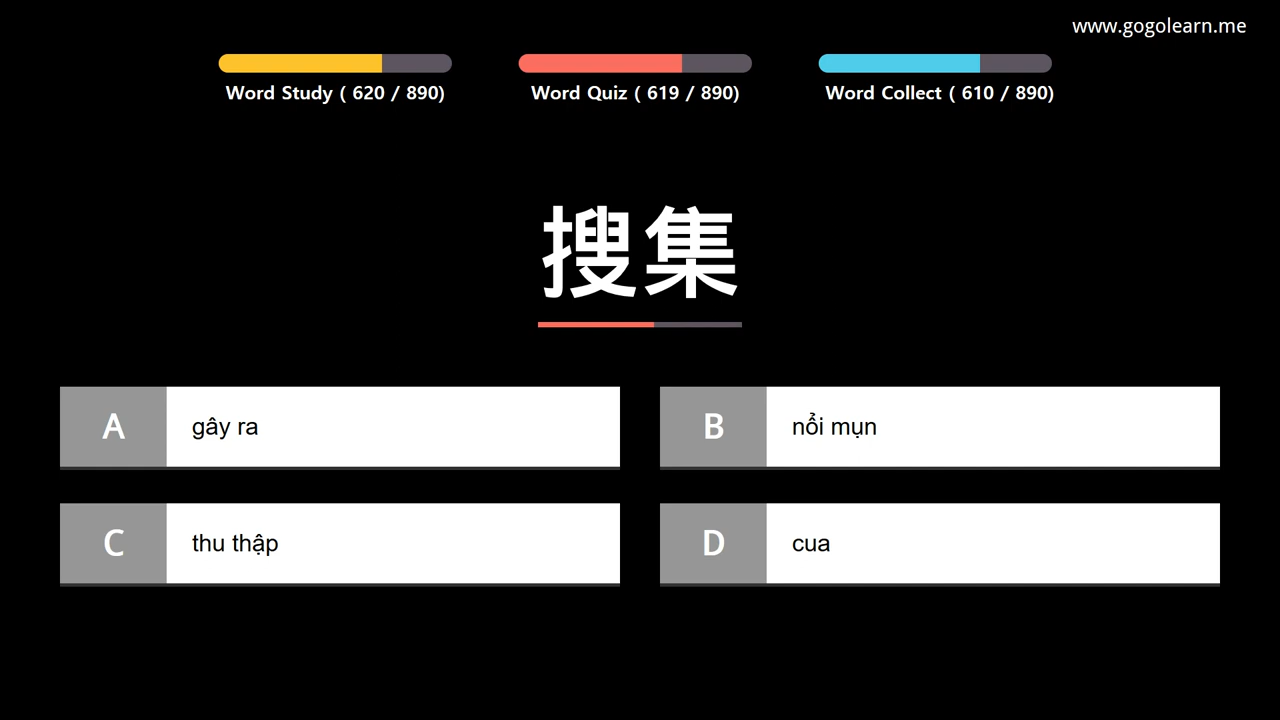 www.gogolearn.me
Word Study ( 620 / 890)
Word Quiz ( 619 / 890)
Word Collect ( 610 / 890)
搜集
A gây ra
B nổi mụn
C thu thập
D cua